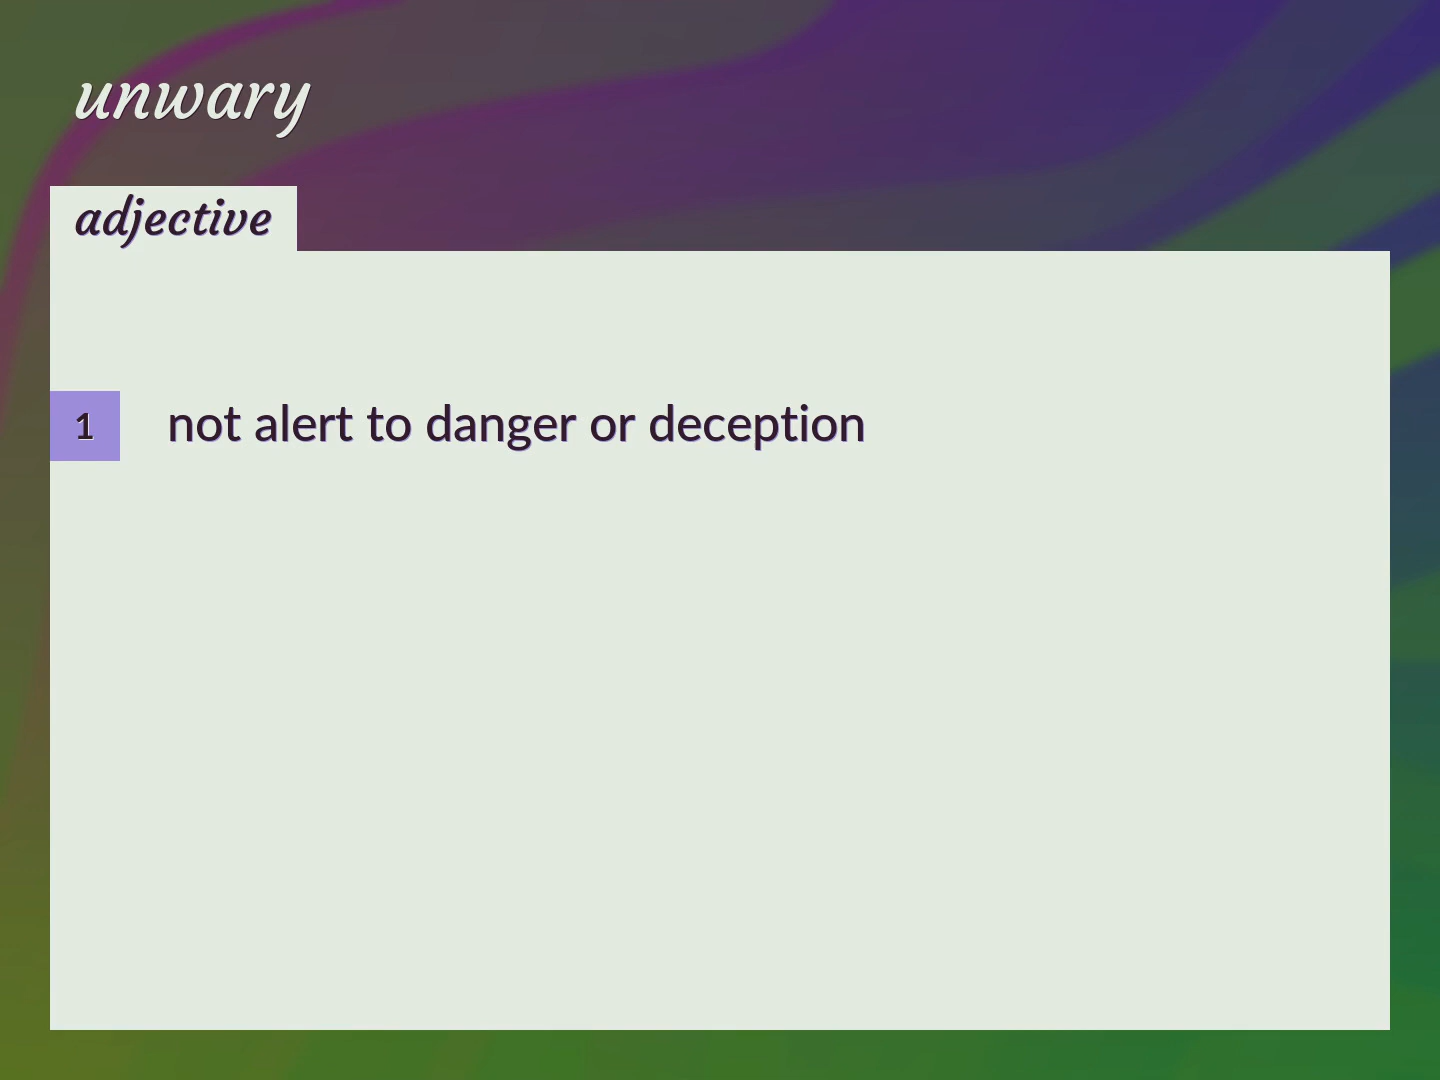 unwary
adjective
1 not alert to danger or deception